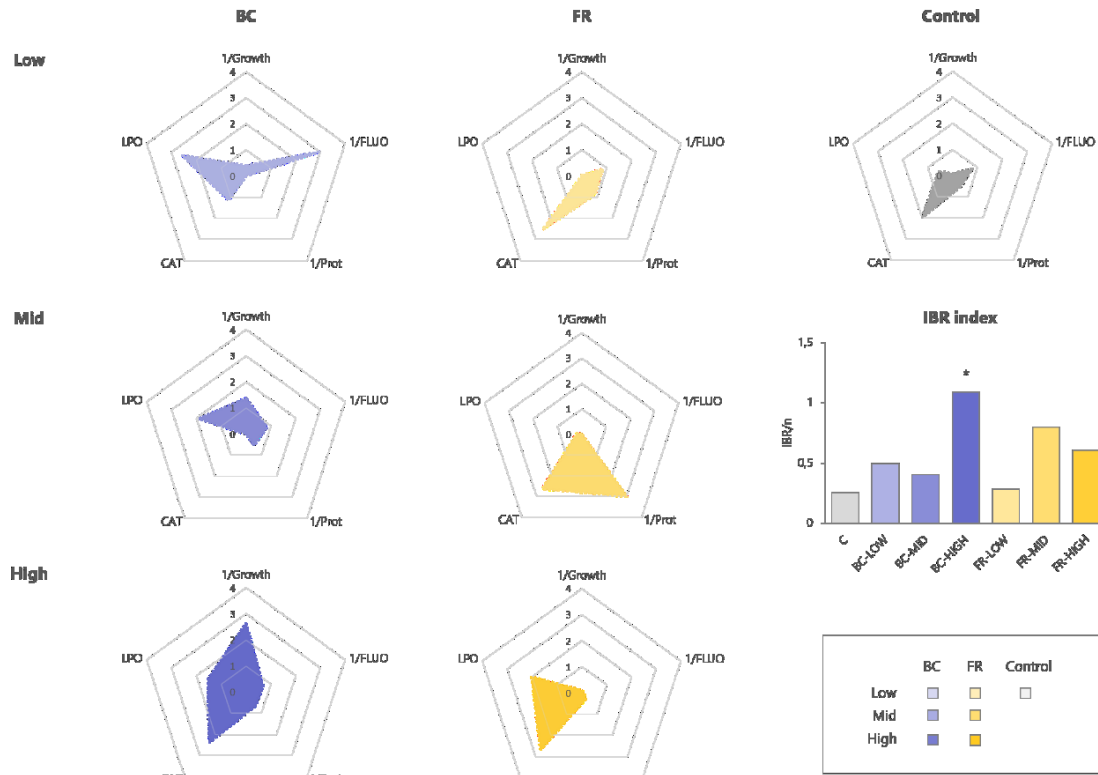 BC
FR
Control
Low
1/Growth
4
3
2
1
0
LPO
1/FLUO
CAT
1/Prot
1/Growth
4
3
2
1
0
LPO
1/FLUO
CAT
1/Prot
1/Growth
4
3
2
1
0
LPO
1/FLUO
CAT
1/Prot
Mid
1/Growth
4
3
2
1
0
LPO
1/FLUO
CAT
1/Prot
1/Growth
4
3
2
1
0
LPO
1/FLUO
CAT
1/Prot
IBR index
1,5
1
0,5
0
IBR/n
*
C
BC-LOW
BC-MID
BC-HIGH
FR-LOW
FR-MID
FR-HIGH
High
1/Growth
4
3
2
1
0
LPO
1/FLUO
1/Growth
4
3
2
1
0
LPO
1/FLUO
BC FR Control
Low
Mid
High